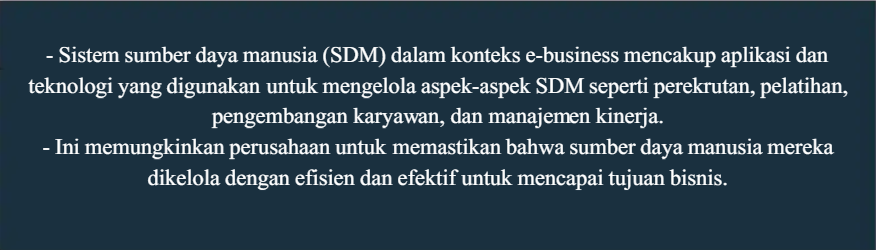 - Sistem sumber daya manusia (SDM) dalam konteks e-business mencakup aplikasi dan
teknologi yang digunakan untuk mengelola aspek-aspek SDM seperti perekrutan, pelatihan,
pengembangan karyawan, dan manajemen kinerja.
- Ini memungkinkan perusahaan untuk memastikan bahwa sumber daya manusia mereka
dikelola dengan efisien dan efektif untuk mencapai tujuan bisnis.